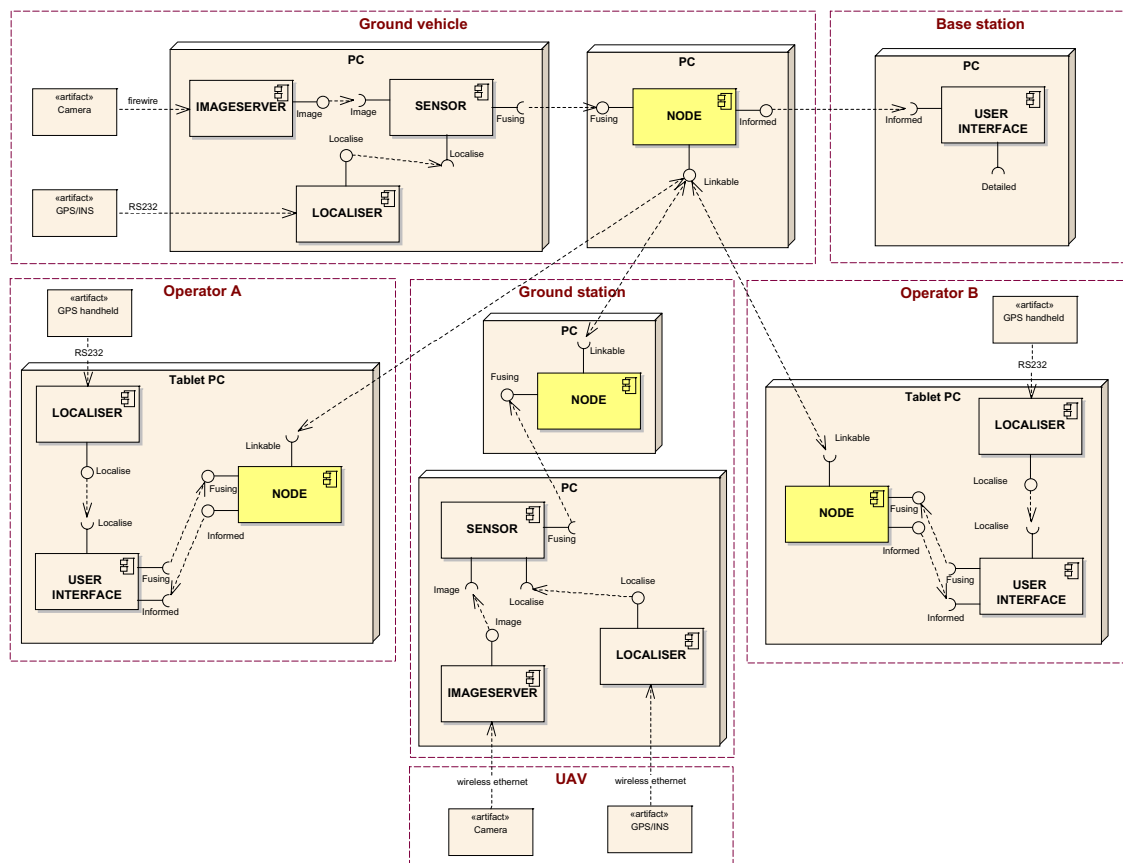 Ground vehicle
PC
«artifact»
Camera
firewire
IMAGESERVER
Image
Image
SENSOR
Fusing
Localise
Localise
«artifact»
GPS/INS
RS232
LOCALISER
PC
Fusing
NODE
Informed
Linkable
Base station
PC
Informed
USER
INTERFACE
Detailed
Operator A
«artifact»
GPS handheld
RS232
Tablet PC
LOCALISER
Localise
Localise
Linkable
Fusing
NODE
Informed
USER
INTERFACE
Fusing
Informed
Ground station
PC
Linkable
Fusing
NODE
PC
SENSOR
Fusing
Image
Localise
Localise
Image
LOCALISER
IMAGESERVER
Operator B
«artifact»
GPS handheld
RS232
Tablet PC
LOCALISER
Linkable
Localise
NODE
Fusing
Localise
Informed
Fusing
USER
INTERFACE
Informed
UAV
wireless ethernet
wireless ethernet
«artifact»
Camera
«artifact»
GPS/INS